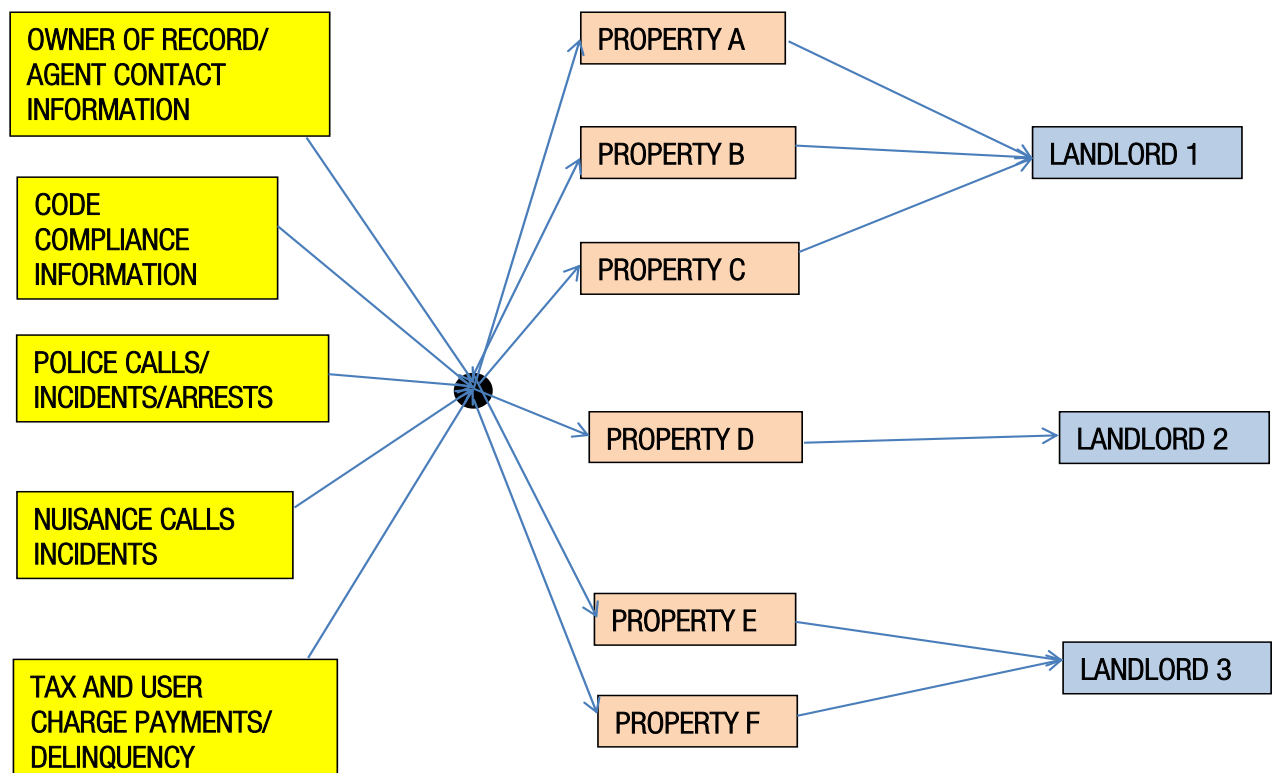 OWNER OF RECORD/
AGENT CONTACT
INFORMATION
CODE
COMPLIANCE
INFORMATION
POLICE CALLS/
INCIDENTS/ARRESTS
NUISANCE CALLS
INCIDENTS
TAX AND USER
CHARGE PAYMENTS/
DELINQUENCY
PROPERTY A
PROPERTY B
PROPERTY C
PROPERTY D
PROPERTY E
PROPERTY F
LANDLORD 1
LANDLORD 2
LANDLORD 3